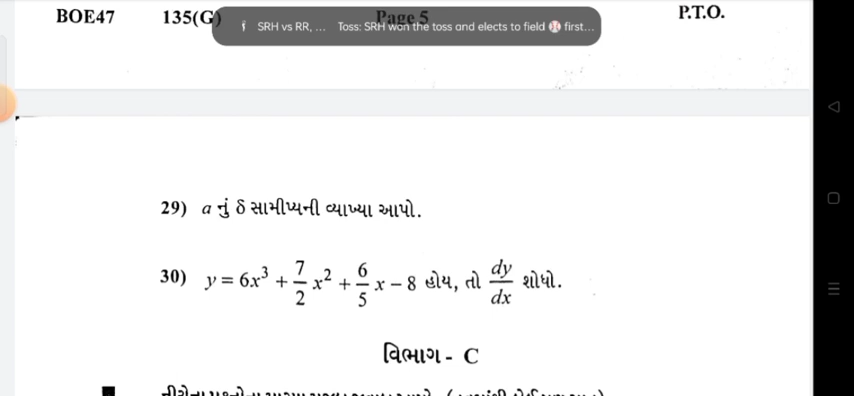 BOE47 135(G) Page 5 P.T.O.
SRH vs RR, ... Toss: SRH won the toss and elects to field first...
29) a નું δ સામીપ્યની વ્યાખ્યા આપો.
30) y = 6x³ + 7/2 x² + 6/5 x − 8 હોય, તો dy/dx શોધો.
વિભાગ - C